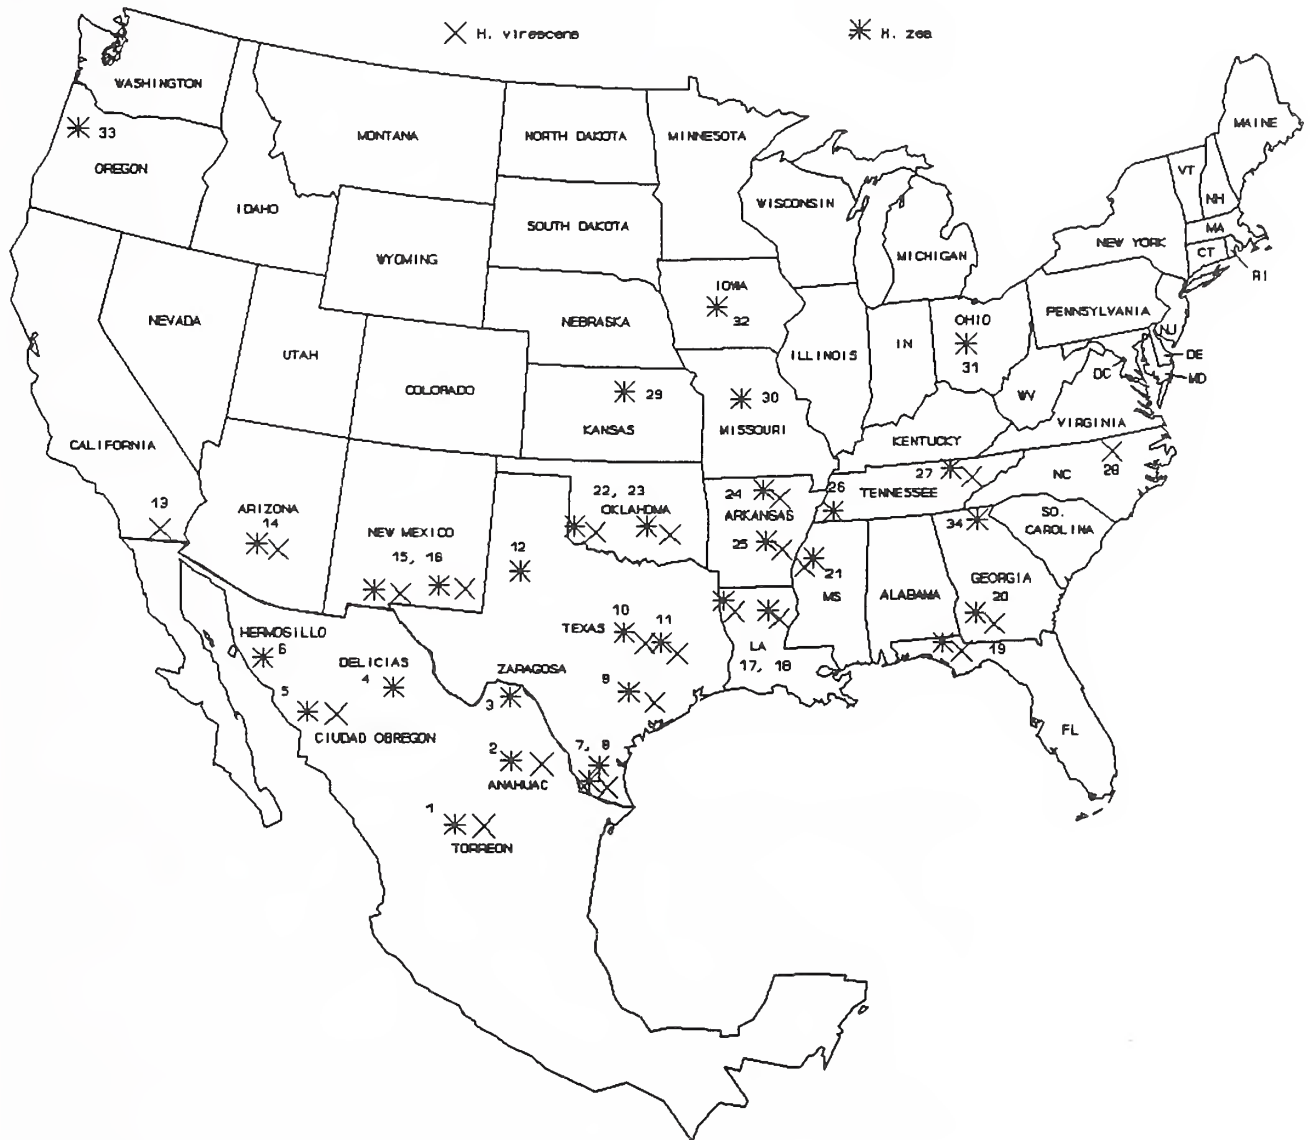 H. virescens
H. zea
WASHINGTON
33
OREGON
IDAHO
MONTANA
NORTH DAKOTA
MINNESOTA
SOUTH DAKOTA
WISCONSIN
MICHIGAN
MAINE
VT
NH
MA
CT
RI
NEW YORK
WYOMING
NEVADA
UTAH
COLORADO
NEBRASKA
IOWA
32
ILLINOIS
IN
OHIO
31
PENNSYLVANIA
NJ
DE
MD
DC
WV
VIRGINIA
CALIFORNIA
13
29
KANSAS
30
MISSOURI
KENTUCKY
28
NC
27
TENNESSEE
26
SO.
CAROLINA
34
ARIZONA
14
NEW MEXICO
15, 16
22, 23
OKLAHOMA
24
ARKANSAS
25
21
MS
ALABAMA
GEORGIA
20
19
FL
12
10
TEXAS
11
9
LA
17, 18
HERMOSILLO
6
DELICIAS
4
ZARAGOSA
3
5
CIUDAD OBREGON
2
ANAHUAC
7, 8
1
TORREON